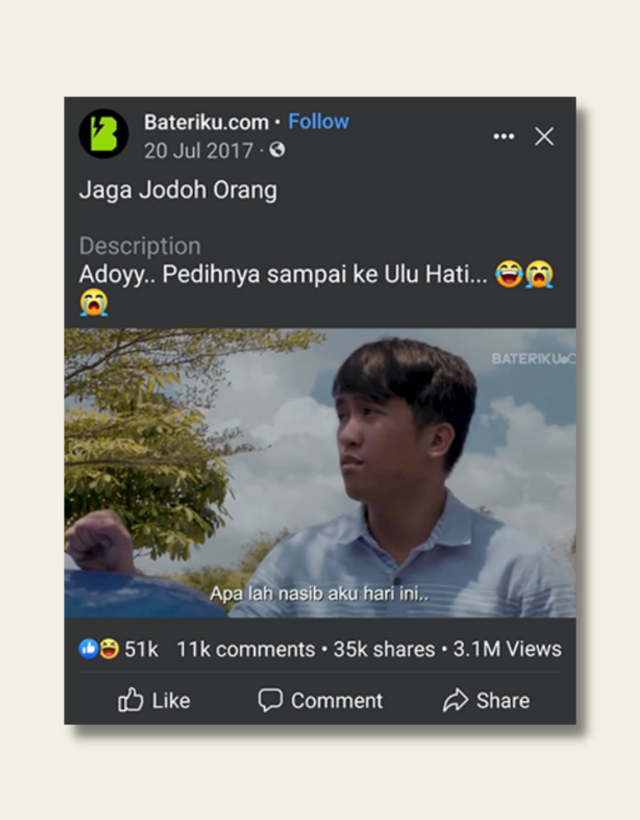 Bateriku.com • Follow
20 Jul 2017 ·
Jaga Jodoh Orang
Description
Adoyy.. Pedihnya sampai ke Ulu Hati... 😂😭
😭
BATERIKU•C
Apa lah nasib aku hari ini..
51k 11k comments • 35k shares • 3.1M Views
Like Comment Share